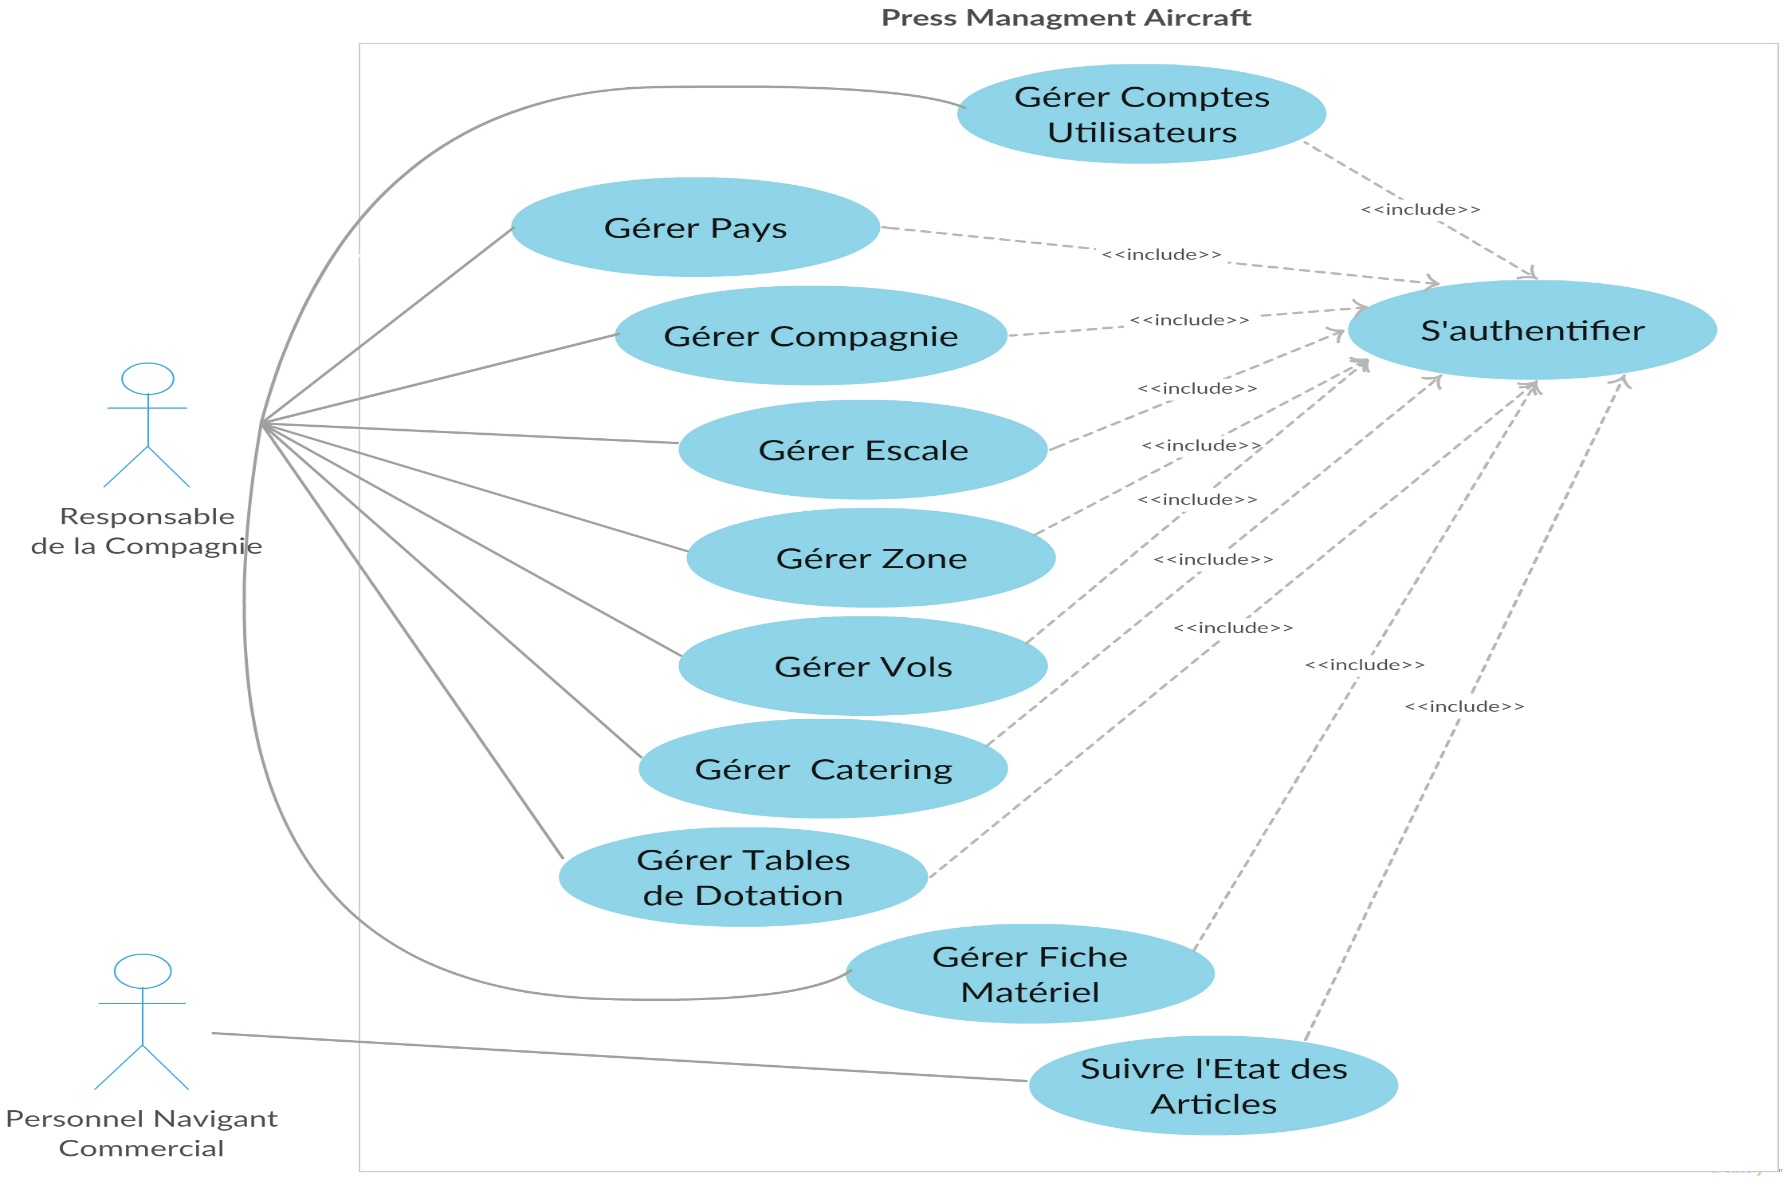 Press Managment Aircraft
Gérer Comptes
Utilisateurs
<<include>>
Gérer Pays
<<include>>
Gérer Compagnie
<<include>>
S'authentifier
<<include>>
Gérer Escale
<<include>>
<<include>>
Responsable
de la Compagnie
Gérer Zone
<<include>>
<<include>>
Gérer Vols
<<include>>
<<include>>
Gérer  Catering
Gérer Tables
de Dotation
Gérer Fiche
Matériel
Suivre l'Etat des
Articles
Personnel Navigant
Commercial